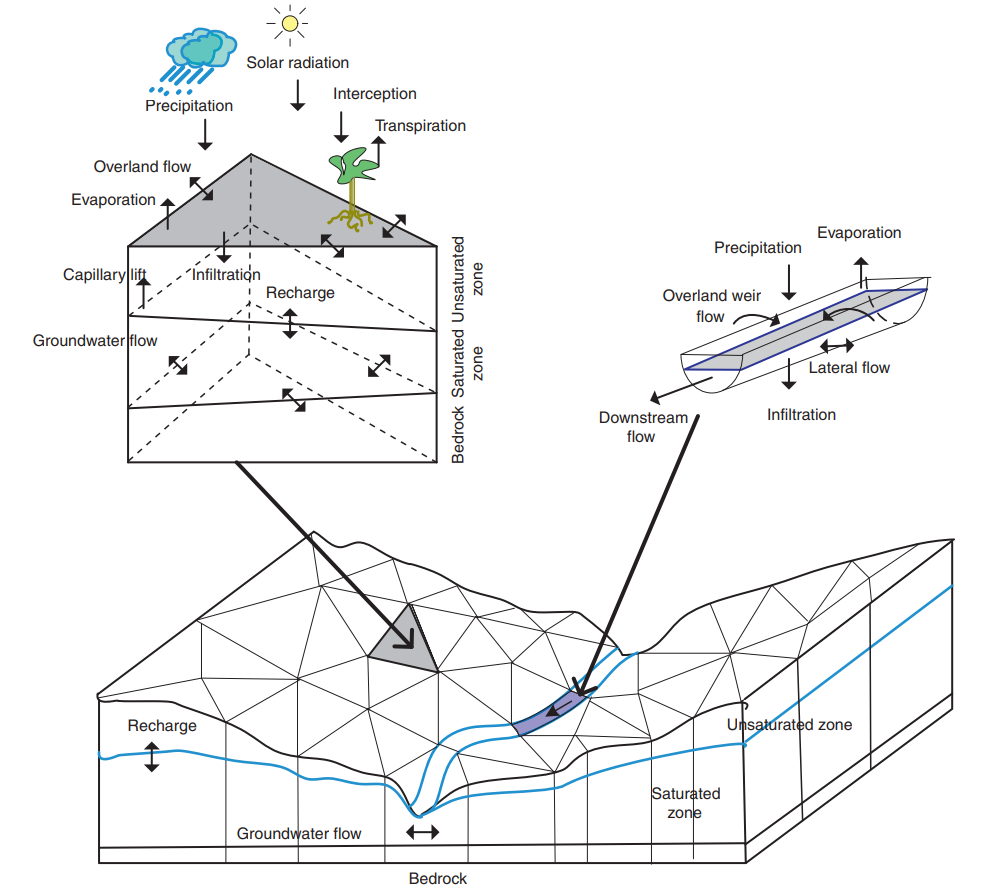 Solar radiation
Interception
Precipitation
Transpiration
Overland flow
Evaporation
Capillary lift
Infiltration
Recharge
Groundwater flow
Unsaturated
zone
Saturated
zone
Bedrock
Evaporation
Precipitation
Overland weir
flow
Lateral flow
Downstream
flow
Infiltration
Recharge
Unsaturated zone
Saturated
zone
Groundwater flow
Bedrock